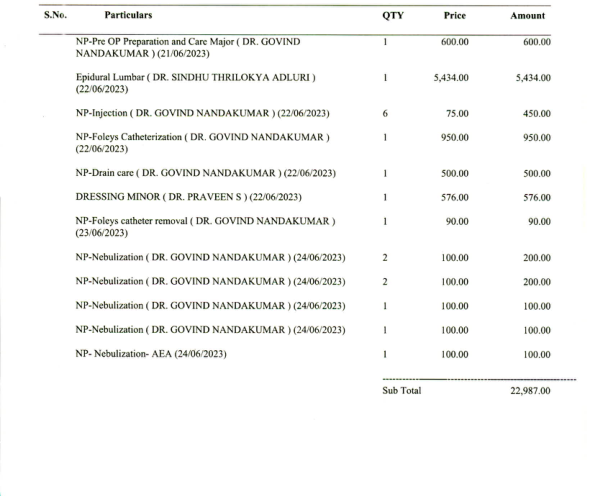 S.No. Particulars QTY Price Amount
NP-Pre OP Preparation and Care Major ( DR. GOVIND 1 600.00 600.00
NANDAKUMAR ) (21/06/2023)
Epidural Lumbar ( DR. SINDHU THRILOKYA ADLURI ) 1 5,434.00 5,434.00
(22/06/2023)
NP-Injection ( DR. GOVIND NANDAKUMAR ) (22/06/2023) 6 75.00 450.00
NP-Foleys Catheterization ( DR. GOVIND NANDAKUMAR ) 1 950.00 950.00
(22/06/2023)
NP-Drain care ( DR. GOVIND NANDAKUMAR ) (22/06/2023) 1 500.00 500.00
DRESSING MINOR ( DR. PRAVEEN S ) (22/06/2023) 1 576.00 576.00
NP-Foleys catheter removal ( DR. GOVIND NANDAKUMAR ) 1 90.00 90.00
(23/06/2023)
NP-Nebulization ( DR. GOVIND NANDAKUMAR ) (24/06/2023) 2 100.00 200.00
NP-Nebulization ( DR. GOVIND NANDAKUMAR ) (24/06/2023) 2 100.00 200.00
NP-Nebulization ( DR. GOVIND NANDAKUMAR ) (24/06/2023) 1 100.00 100.00
NP-Nebulization ( DR. GOVIND NANDAKUMAR ) (24/06/2023) 1 100.00 100.00
NP- Nebulization- AEA (24/06/2023) 1 100.00 100.00
Sub Total 22,987.00